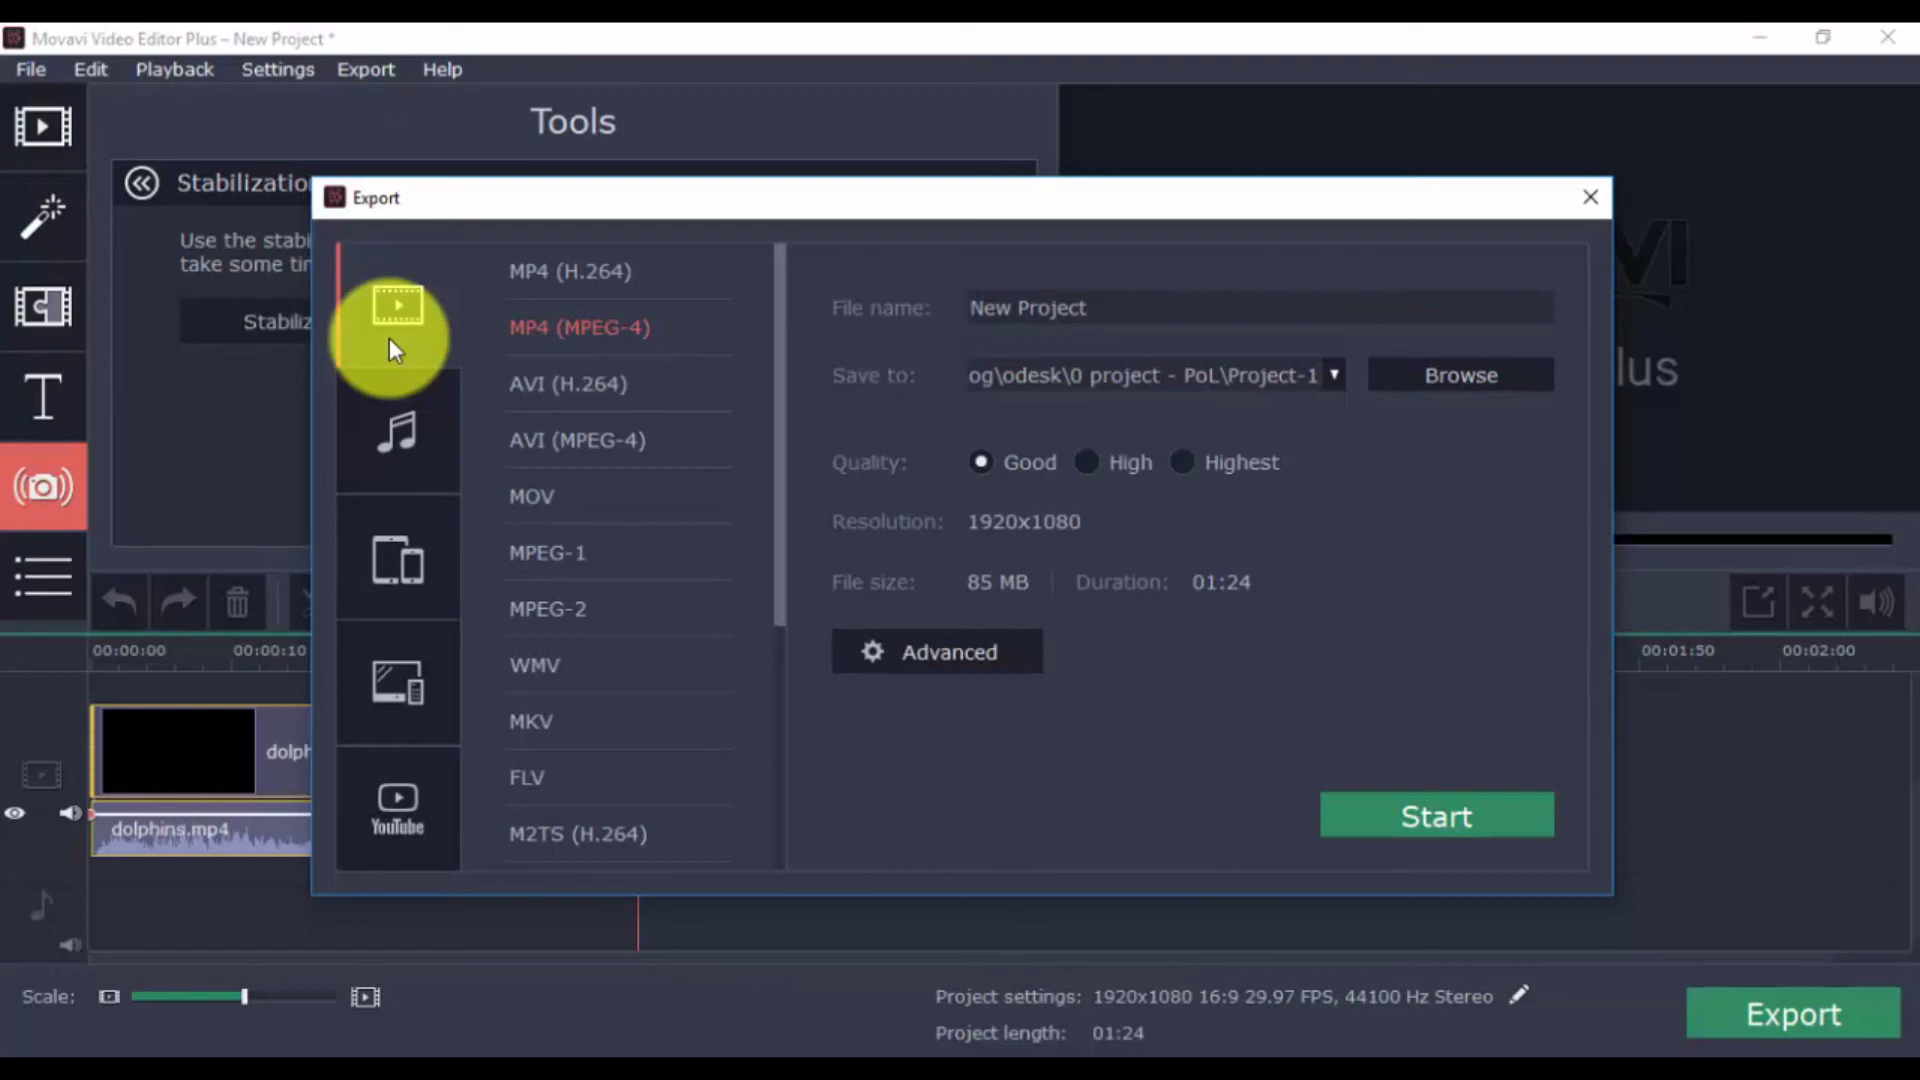 Movavi Video Editor Plus – New Project *
File Edit Playback Settings Export Help
Tools
Stabilizatio
Use the stabi
take some tin
Stabiliz
Export
MP4 (H.264)
MP4 (MPEG-4)
AVI (H.264)
AVI (MPEG-4)
MOV
MPEG-1
MPEG-2
WMV
MKV
FLV
M2TS (H.264)
YouTube
File name: New Project
Save to: og\odesk\0 project - PoL\Project-1 Browse
Quality: Good High Highest
Resolution: 1920x1080
File size: 85 MB Duration: 01:24
Advanced
Start
VI
lus
00:00:00 00:00:10 00:01:50 00:02:00
dolph
dolphins.mp4
Scale:
Project settings: 1920x1080 16:9 29.97 FPS, 44100 Hz Stereo
Project length: 01:24
Export